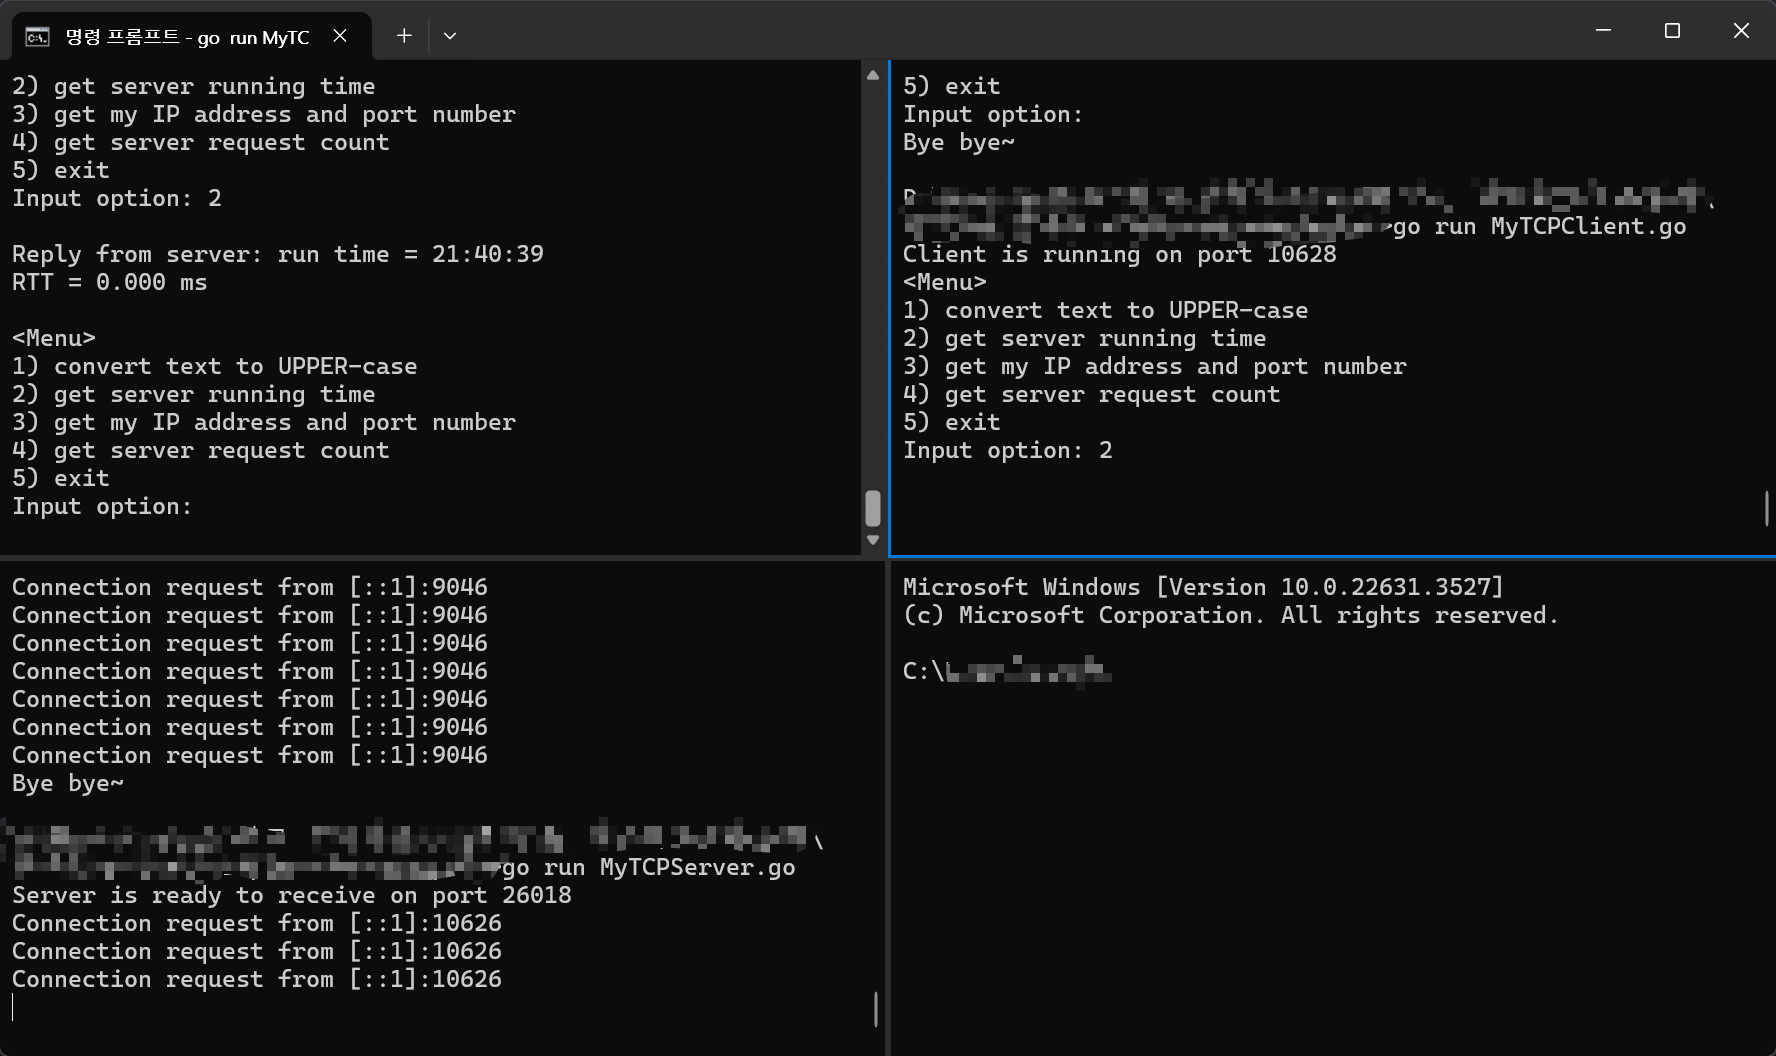 명령 프롬프트 - go  run MyTC
2) get server running time
3) get my IP address and port number
4) get server request count
5) exit
Input option: 2
Reply from server: run time = 21:40:39
RTT = 0.000 ms
<Menu>
1) convert text to UPPER-case
2) get server running time
3) get my IP address and port number
4) get server request count
5) exit
Input option:
5) exit
Input option:
Bye bye~
>go run MyTCPClient.go
Client is running on port 10628
<Menu>
1) convert text to UPPER-case
2) get server running time
3) get my IP address and port number
4) get server request count
5) exit
Input option: 2
Connection request from [::1]:9046
Connection request from [::1]:9046
Connection request from [::1]:9046
Connection request from [::1]:9046
Connection request from [::1]:9046
Connection request from [::1]:9046
Connection request from [::1]:9046
Bye bye~
>go run MyTCPServer.go
Server is ready to receive on port 26018
Connection request from [::1]:10626
Connection request from [::1]:10626
Connection request from [::1]:10626
Microsoft Windows [Version 10.0.22631.3527]
(c) Microsoft Corporation. All rights reserved.
C:\